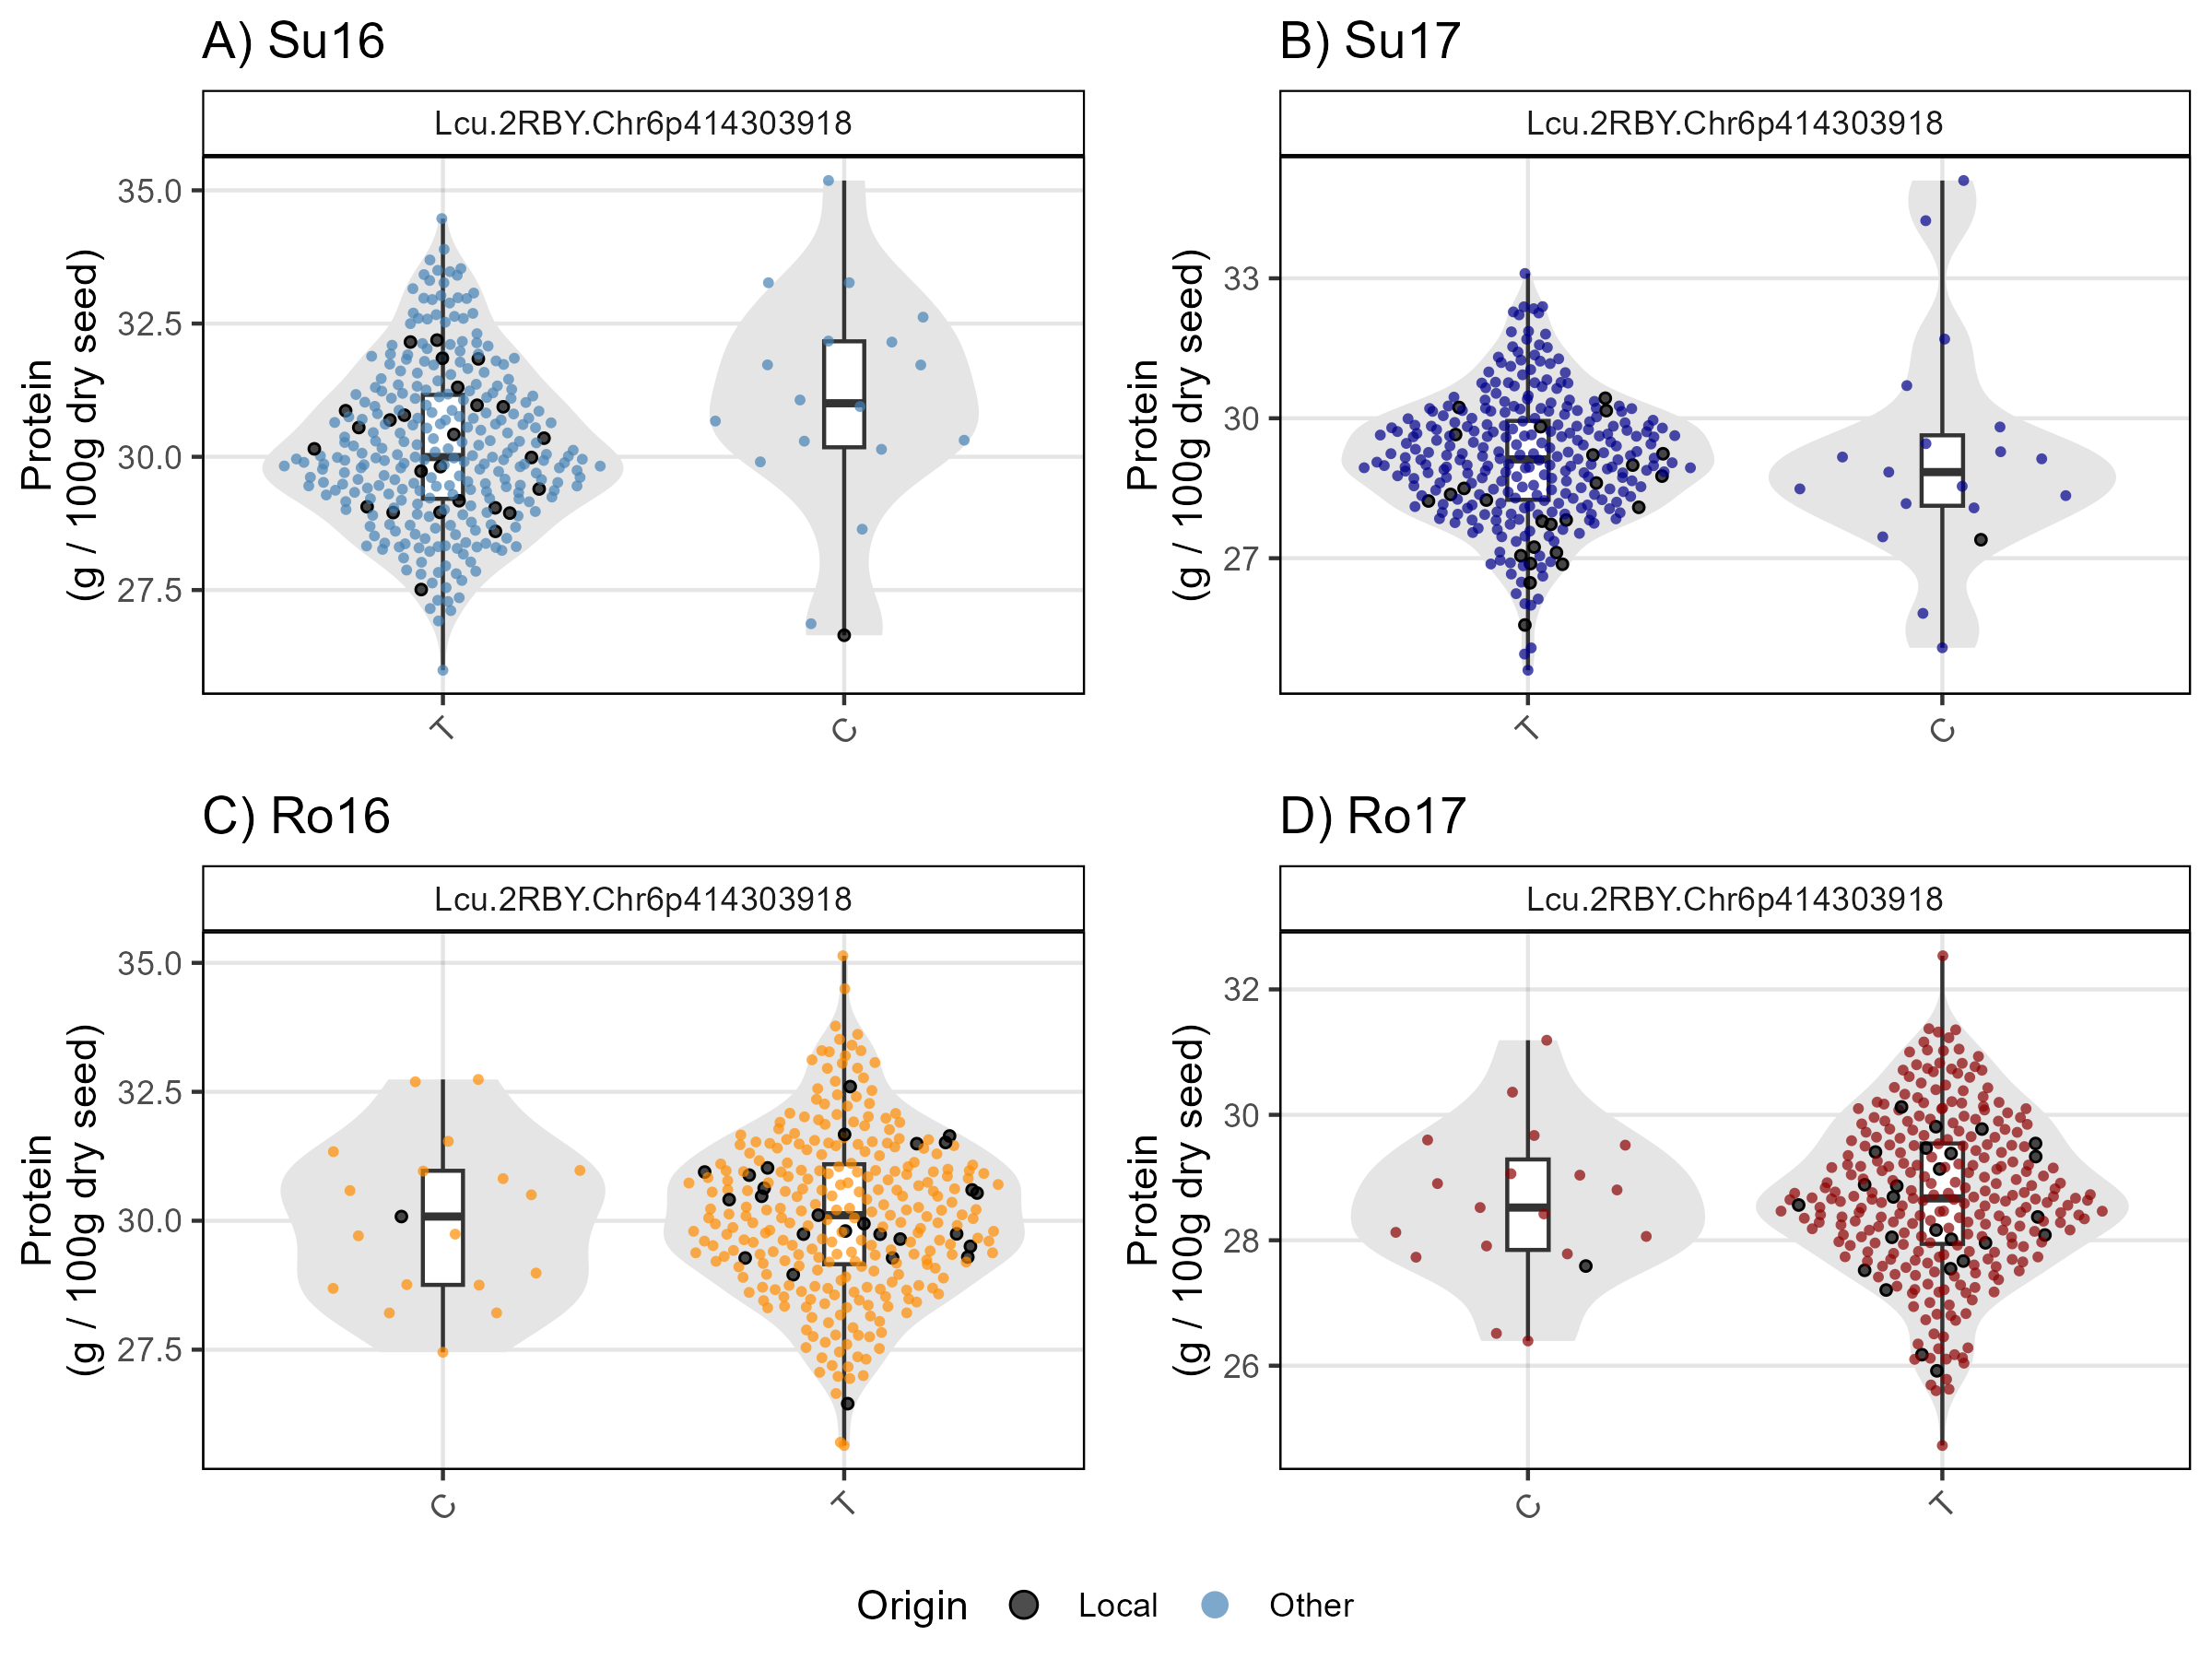 A) Su16
Lcu.2RBY.Chr6p414303918
Protein
(g / 100g dry seed)
35.0
32.5
30.0
27.5
T
C
B) Su17
Lcu.2RBY.Chr6p414303918
Protein
(g / 100g dry seed)
33
30
27
T
C
C) Ro16
Lcu.2RBY.Chr6p414303918
Protein
(g / 100g dry seed)
35.0
32.5
30.0
27.5
C
T
D) Ro17
Lcu.2RBY.Chr6p414303918
Protein
(g / 100g dry seed)
32
30
28
26
C
T
Origin Local Other